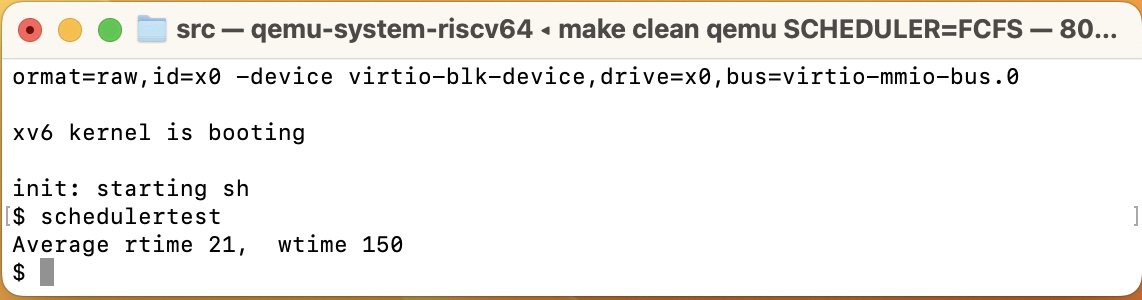 src — qemu-system-riscv64 ◂ make clean qemu SCHEDULER=FCFS — 80...
ormat=raw,id=x0 -device virtio-blk-device,drive=x0,bus=virtio-mmio-bus.0
xv6 kernel is booting
init: starting sh
[$ schedulertest ]
Average rtime 21,  wtime 150
$